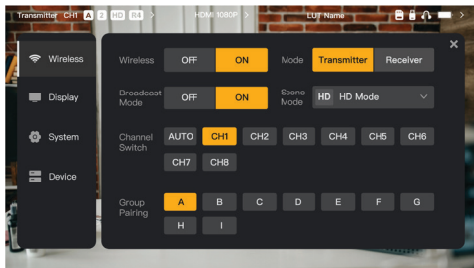 Transmitter CH1 A 2 HD R4 > HDMI 1080P > LUT Name >
Wireless
Display
System
Device
Wireless OFF ON Node Transmitter Receiver
Broadcast Mode OFF ON Scene Node HD HD Mode
Channel Switch AUTO CH1 CH2 CH3 CH4 CH5 CH6
CH7 CH8
Group Pairing A B C D E F G
H I